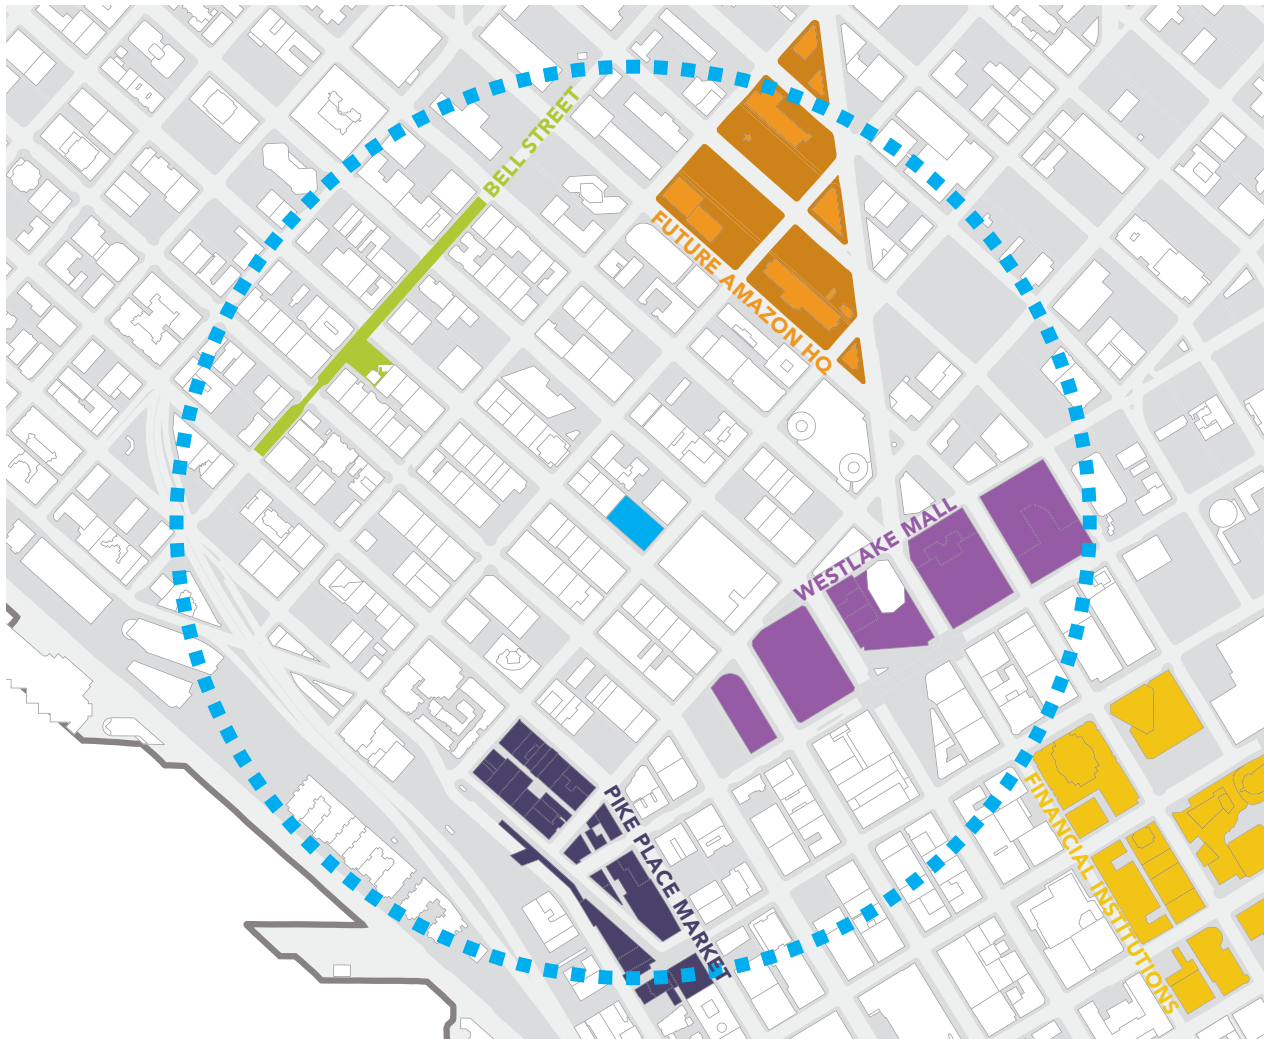 BELL STREET
FUTURE AMAZON HQ
WESTLAKE MALL
PIKE PLACE MARKET
FINANCIAL INSTITUTIONS